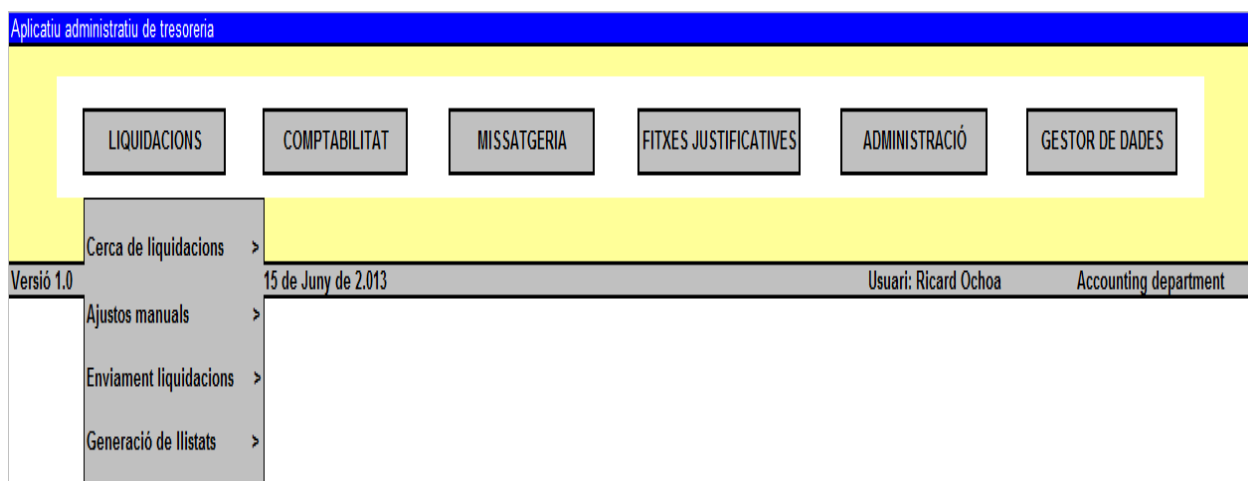 Aplicatiu administratiu de tresoreria
LIQUIDACIONS COMPTABILITAT MISSATGERIA FITXES JUSTIFICATIVES ADMINISTRACIÓ GESTOR DE DADES
Cerca de liquidacions >
Versió 1.0 15 de Juny de 2.013 Usuari: Ricard Ochoa Accounting department
Ajustos manuals >
Enviament liquidacions >
Generació de llistats >